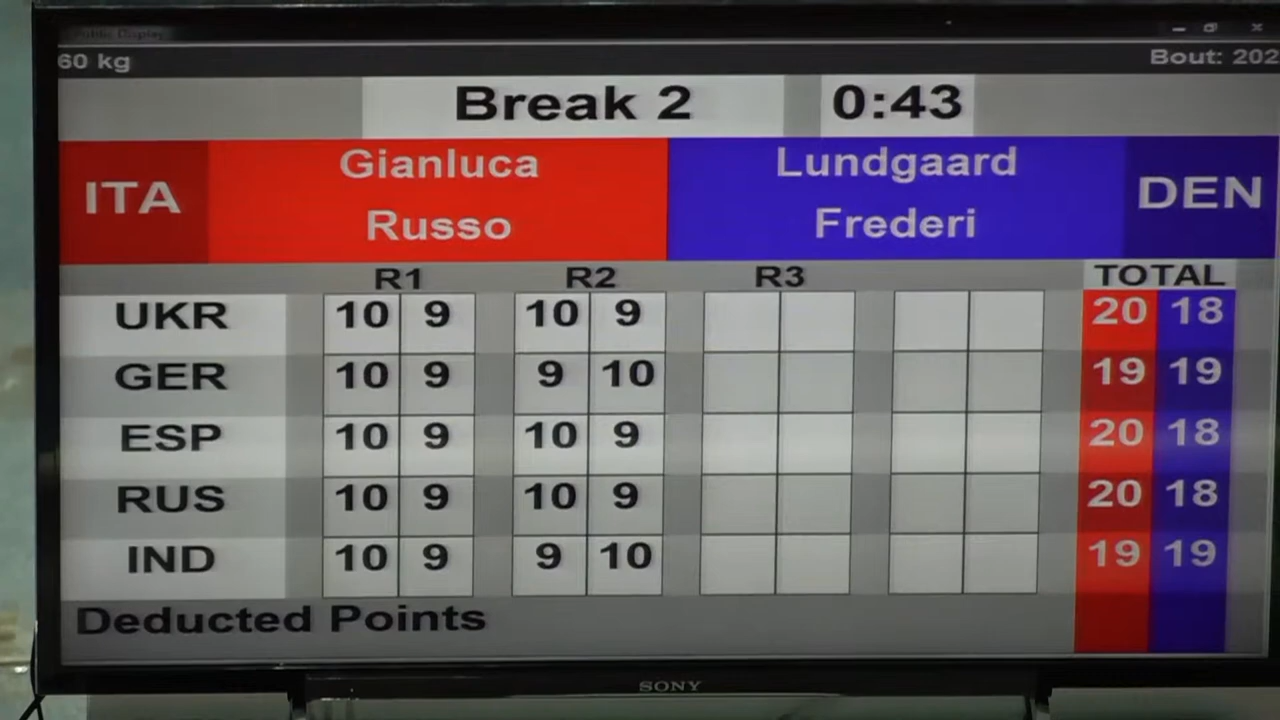 Public Display
60 kg Bout: 202
Break 2 0:43
ITA Gianluca Russo Lundgaard Frederi DEN
R1 R2 R3 TOTAL
UKR 10 9 10 9 20 18
GER 10 9 9 10 19 19
ESP 10 9 10 9 20 18
RUS 10 9 10 9 20 18
IND 10 9 9 10 19 19
Deducted Points
SONY